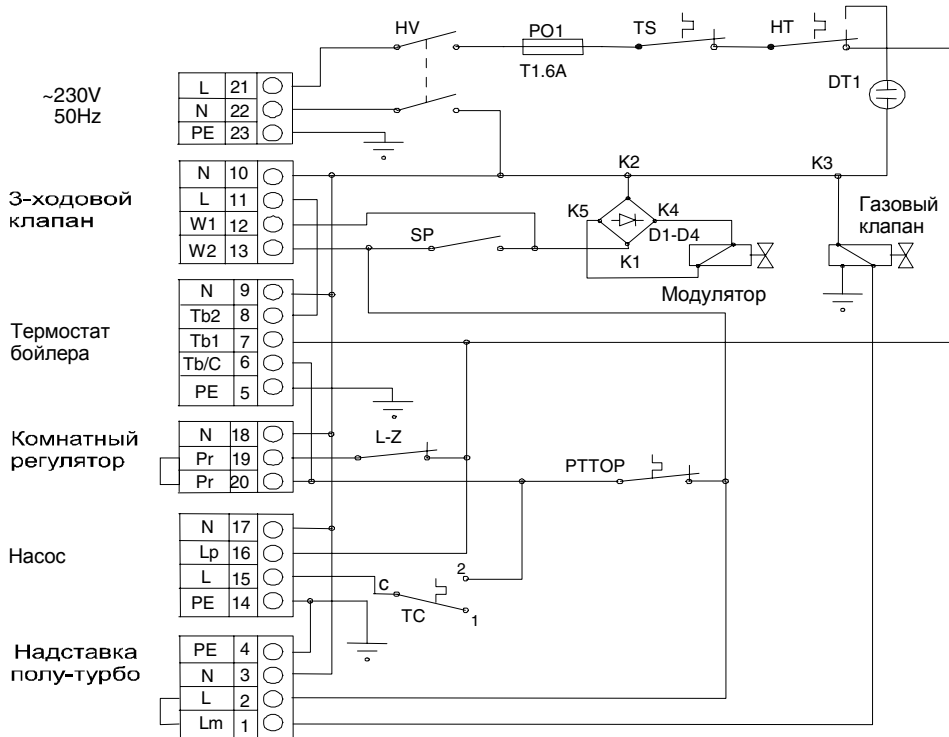 HV
PO1
T1.6A
TS
HT
DT1
~230V
50Hz
L 21
N 22
PE 23
3-ходовой
клапан
N 10
L 11
W1 12
W2 13
SP
K2
K5
K4
D1-D4
K1
K3
Модулятор
Газовый
клапан
Термостат
бойлера
N 9
Tb2 8
Tb1 7
Tb/C 6
PE 5
Комнатный
регулятор
N 18
Pr 19
Pr 20
L-Z
PTTOP
Насос
N 17
Lp 16
L 15
PE 14
C
TC
2
1
Надставка
полу-турбо
PE 4
N 3
L 2
Lm 1